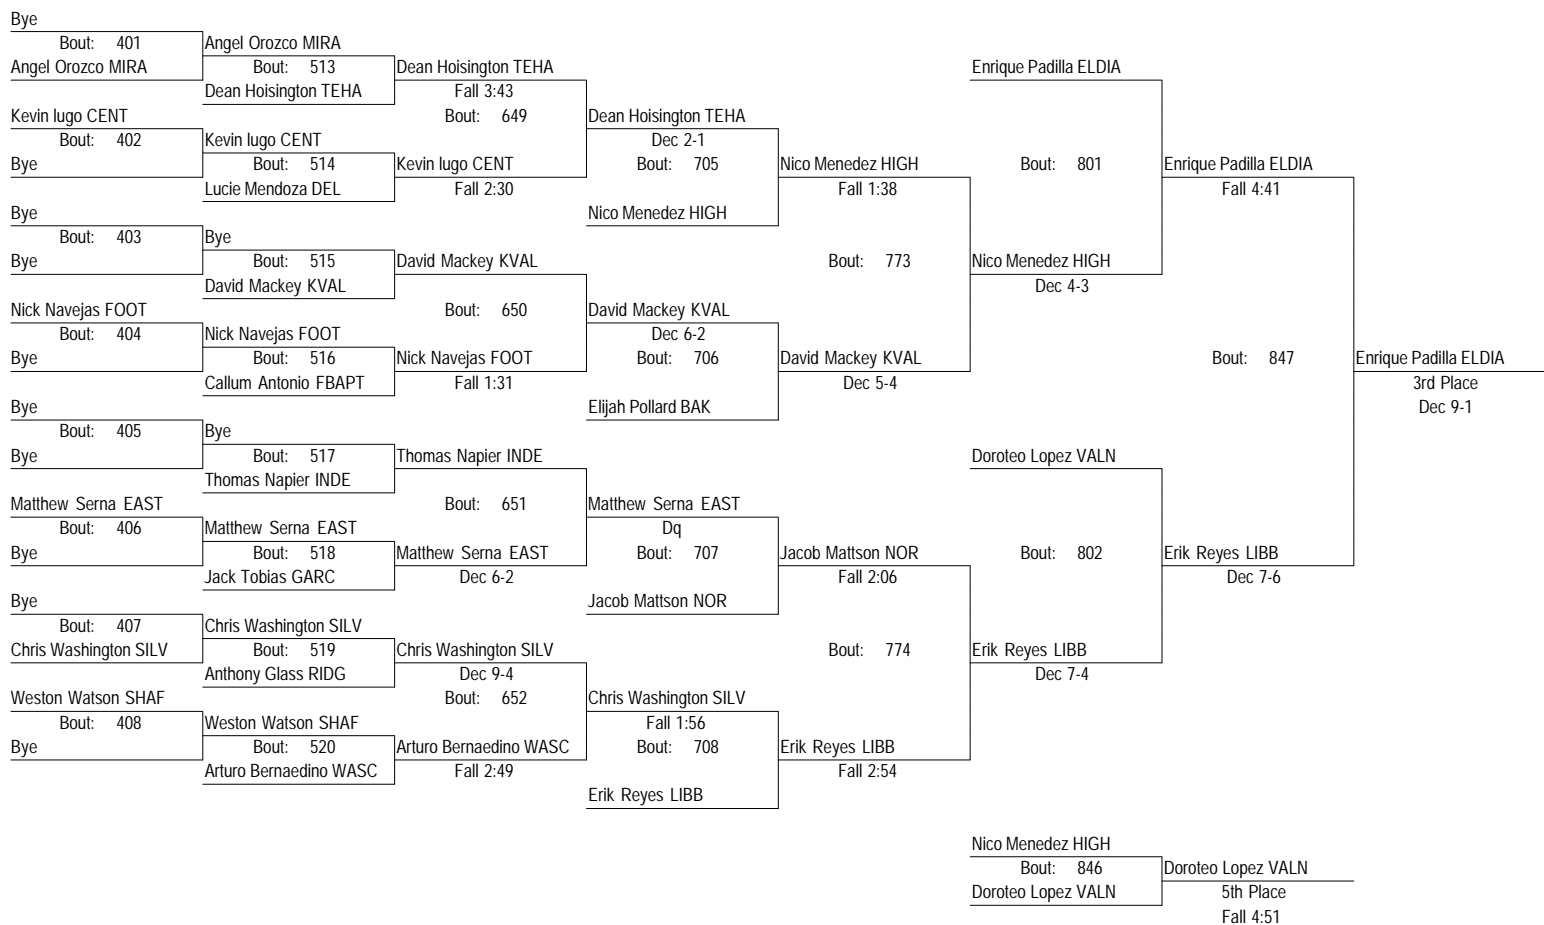 Bye
Bout: 401
Angel Orozco MIRA
Kevin lugo CENT
Bout: 402
Bye
Bye
Bout: 403
Bye
Nick Navejas FOOT
Bout: 404
Bye
Bye
Bout: 405
Bye
Matthew Serna EAST
Bout: 406
Bye
Bye
Bout: 407
Chris Washington SILV
Weston Watson SHAF
Bout: 408
Bye
Angel Orozco MIRA
Bout: 513
Dean Hoisington TEHA
Kevin lugo CENT
Bout: 514
Lucie Mendoza DEL
Bye
Bout: 515
David Mackey KVAL
Nick Navejas FOOT
Bout: 516
Callum Antonio FBAPT
Bye
Bout: 517
Thomas Napier INDE
Matthew Serna EAST
Bout: 518
Jack Tobias GARC
Chris Washington SILV
Bout: 519
Anthony Glass RIDG
Weston Watson SHAF
Bout: 520
Arturo Bernaedino WASC
Dean Hoisington TEHA
Fall 3:43
Bout: 649
Kevin lugo CENT
Fall 2:30
David Mackey KVAL
Bout: 650
Nick Navejas FOOT
Fall 1:31
Thomas Napier INDE
Bout: 651
Matthew Serna EAST
Dec 6-2
Chris Washington SILV
Dec 9-4
Bout: 652
Arturo Bernaedino WASC
Fall 2:49
Dean Hoisington TEHA
Dec 2-1
Bout: 705
Nico Menedez HIGH
David Mackey KVAL
Dec 6-2
Bout: 706
Elijah Pollard BAK
Matthew Serna EAST
Dq
Bout: 707
Jacob Mattson NOR
Chris Washington SILV
Fall 1:56
Bout: 708
Erik Reyes LIBB
Nico Menedez HIGH
Fall 1:38
Bout: 773
David Mackey KVAL
Dec 5-4
Jacob Mattson NOR
Fall 2:06
Bout: 774
Erik Reyes LIBB
Fall 2:54
Enrique Padilla ELDIA
Bout: 801
Nico Menedez HIGH
Dec 4-3
Doroteo Lopez VALN
Bout: 802
Erik Reyes LIBB
Dec 7-4
Enrique Padilla ELDIA
Fall 4:41
Bout: 847
Erik Reyes LIBB
Dec 7-6
Enrique Padilla ELDIA
3rd Place
Dec 9-1
Nico Menedez HIGH
Bout: 846
Doroteo Lopez VALN
Doroteo Lopez VALN
5th Place
Fall 4:51